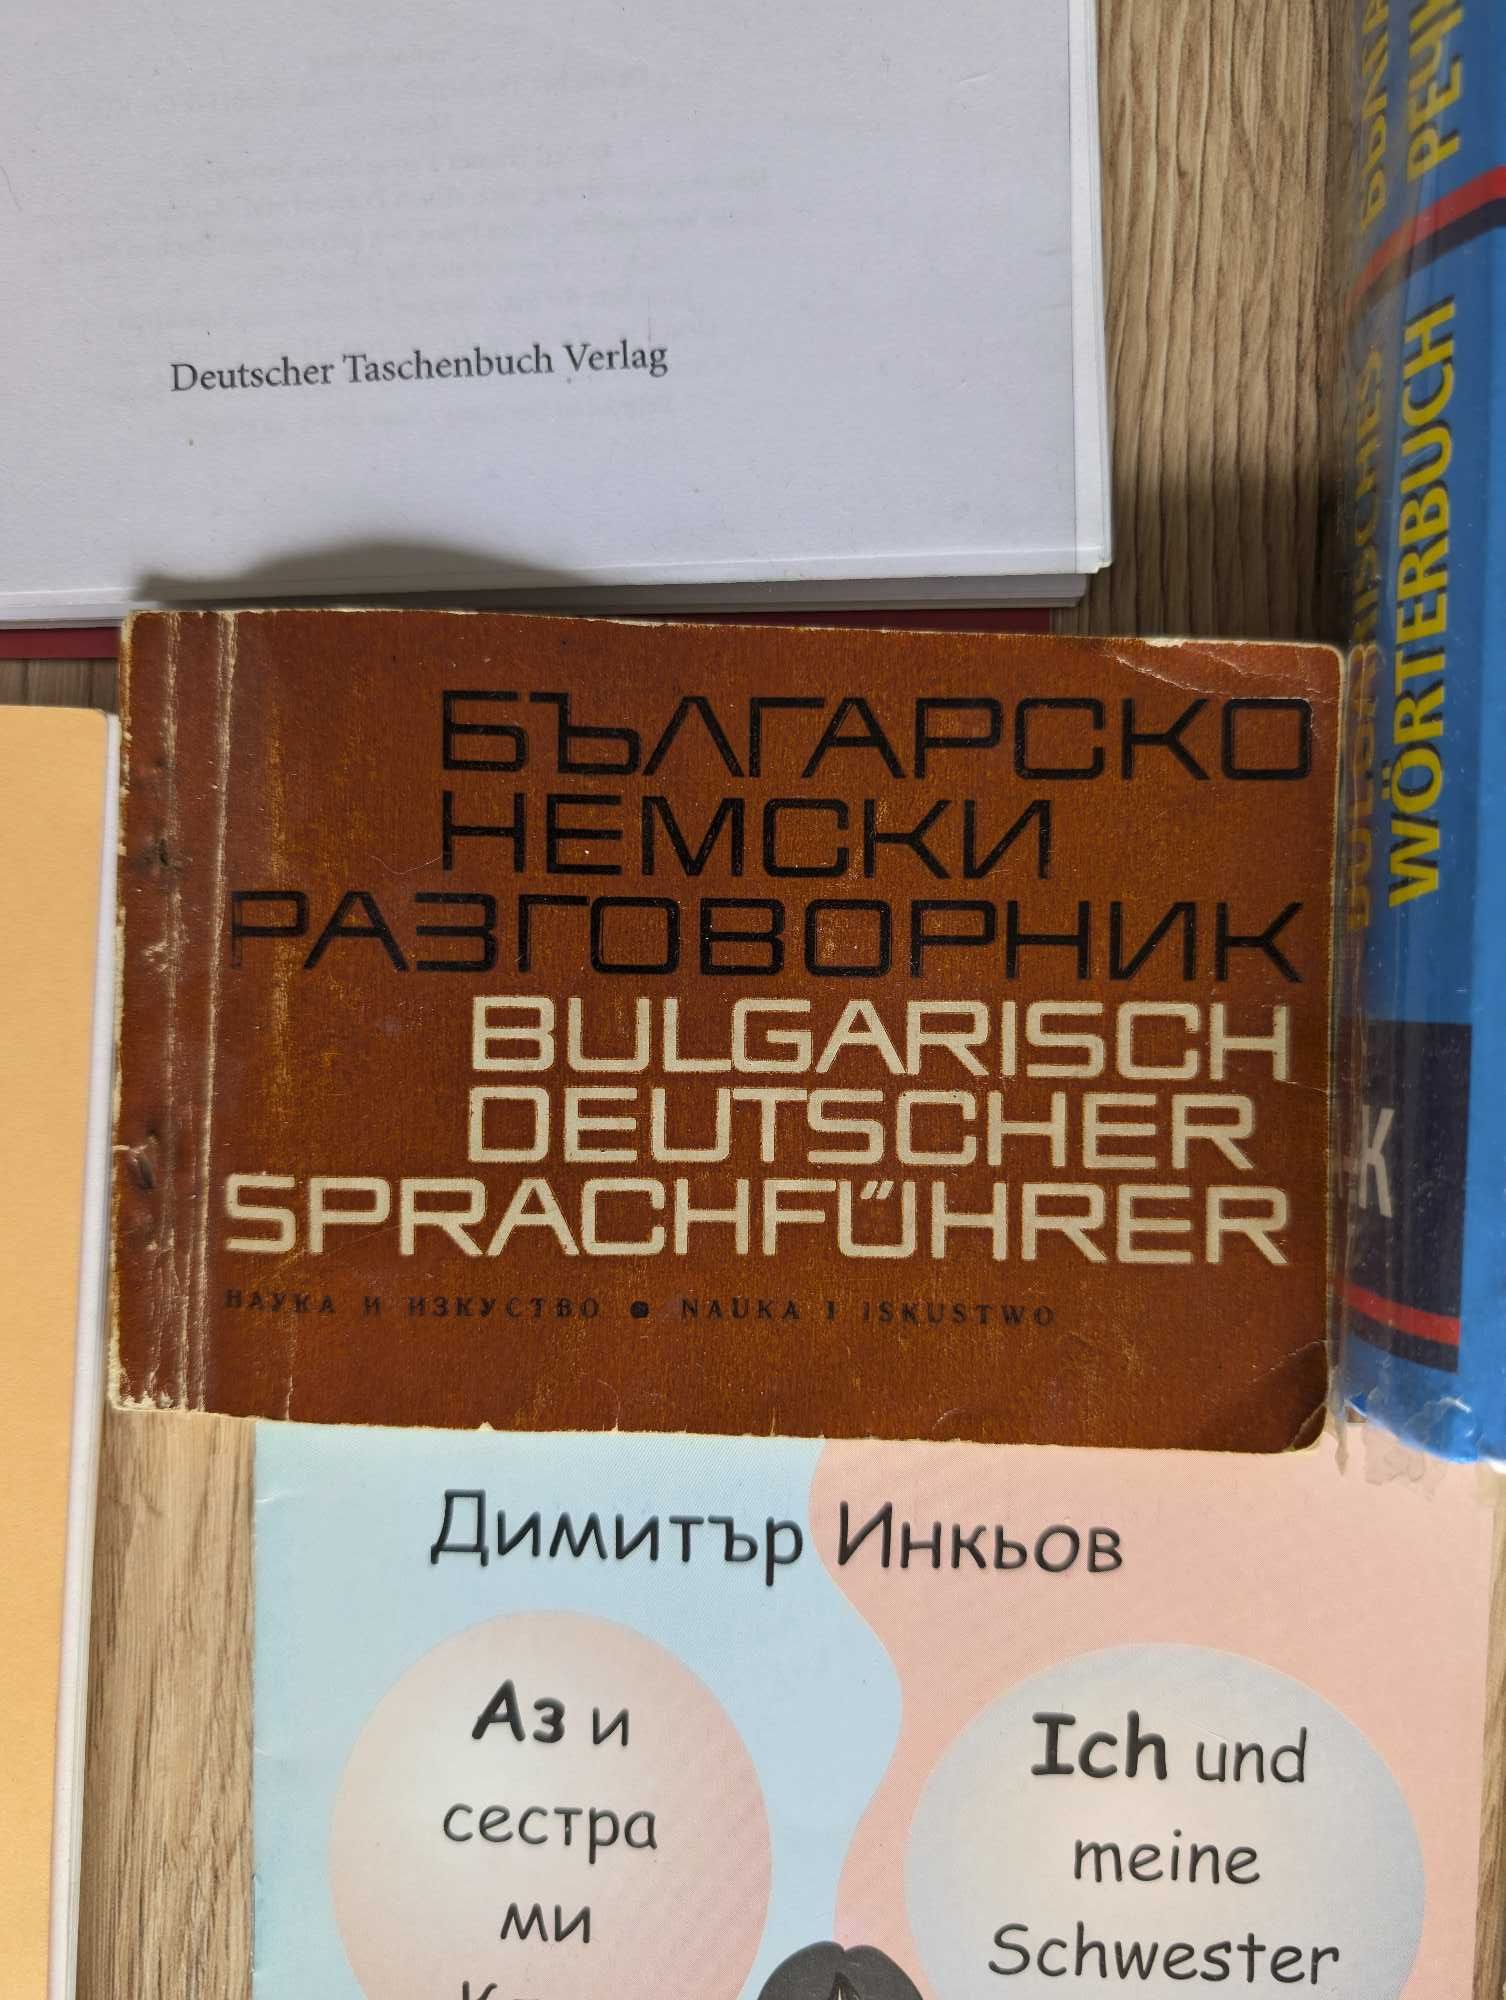 Deutscher Taschenbuch Verlag
БЪЛГАРСКО
НЕМСКИ
РАЗГОВОРНИК
BULGARISCH
DEUTSCHER
SPRACHFÜHRER
НАУКА И ИЗКУСТВО • NAUKA I ISKUSTWO
BULGARISCHES
WÖRTERBUCH
K
Димитър Инкьов
Аз и
сестра
ми
Ich und
meine
Schwester